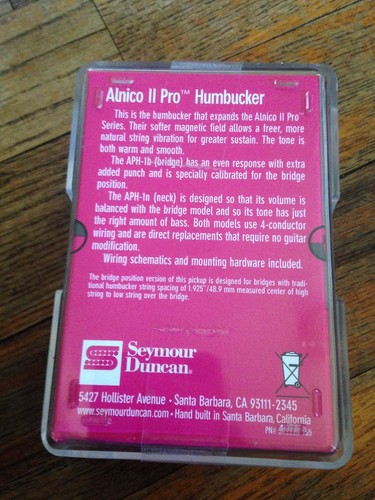 Alnico II Pro™ Humbucker
This is the humbucker that expands the Alnico II Pro™
Series. Their softer magnetic field allows a freer, more
natural string vibration for greater sustain. The tone is
both warm and smooth.
The APH-1b (bridge) has an even response with extra
added punch and is specially calibrated for the bridge
position.
The APH-1n (neck) is designed so that its volume is
balanced with the bridge model and so its tone has just
the right amount of bass. Both models use 4-conductor
wiring and are direct replacements that require no guitar
modification.
Wiring schematics and mounting hardware included.
The bridge position version of this pickup is designed for bridges with tradi-
tional humbucker string spacing of 1.925"/48.9 mm measured center of high
string to low string over the bridge.
Seymour
Duncan®
5427 Hollister Avenue • Santa Barbara, CA 93111-2345
www.seymourduncan.com • Hand built in Santa Barbara, California
PN#